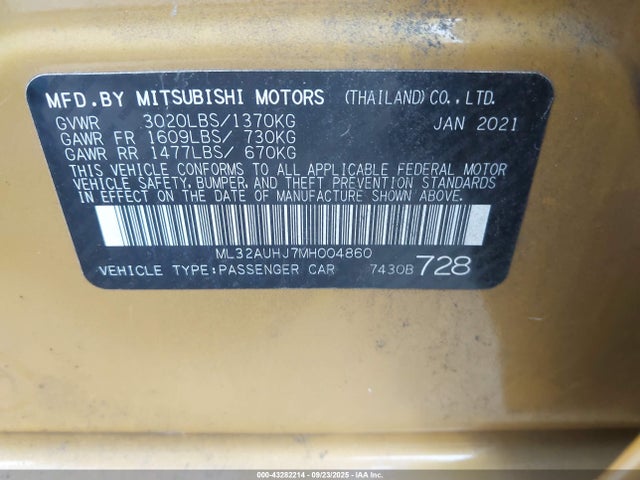 MFD.BY MITSUBISHI MOTORS (THAILAND)CO.,LTD.
GVWR 3020LBS/1370KG JAN 2021
GAWR FR 1609LBS/ 730KG
GAWR RR 1477LBS/ 670KG
THIS VEHICLE CONFORMS TO ALL APPLICABLE FEDERAL MOTOR
VEHICLE SAFETY, BUMPER, AND THEFT PREVENTION STANDARDS
IN EFFECT ON THE DATE OF MANUFACTURE SHOWN ABOVE.
ML32AUHJ7MH004860
VEHICLE TYPE:PASSENGER CAR 7430B 728
000-43282214 - 09/23/2025 - IAA Inc.